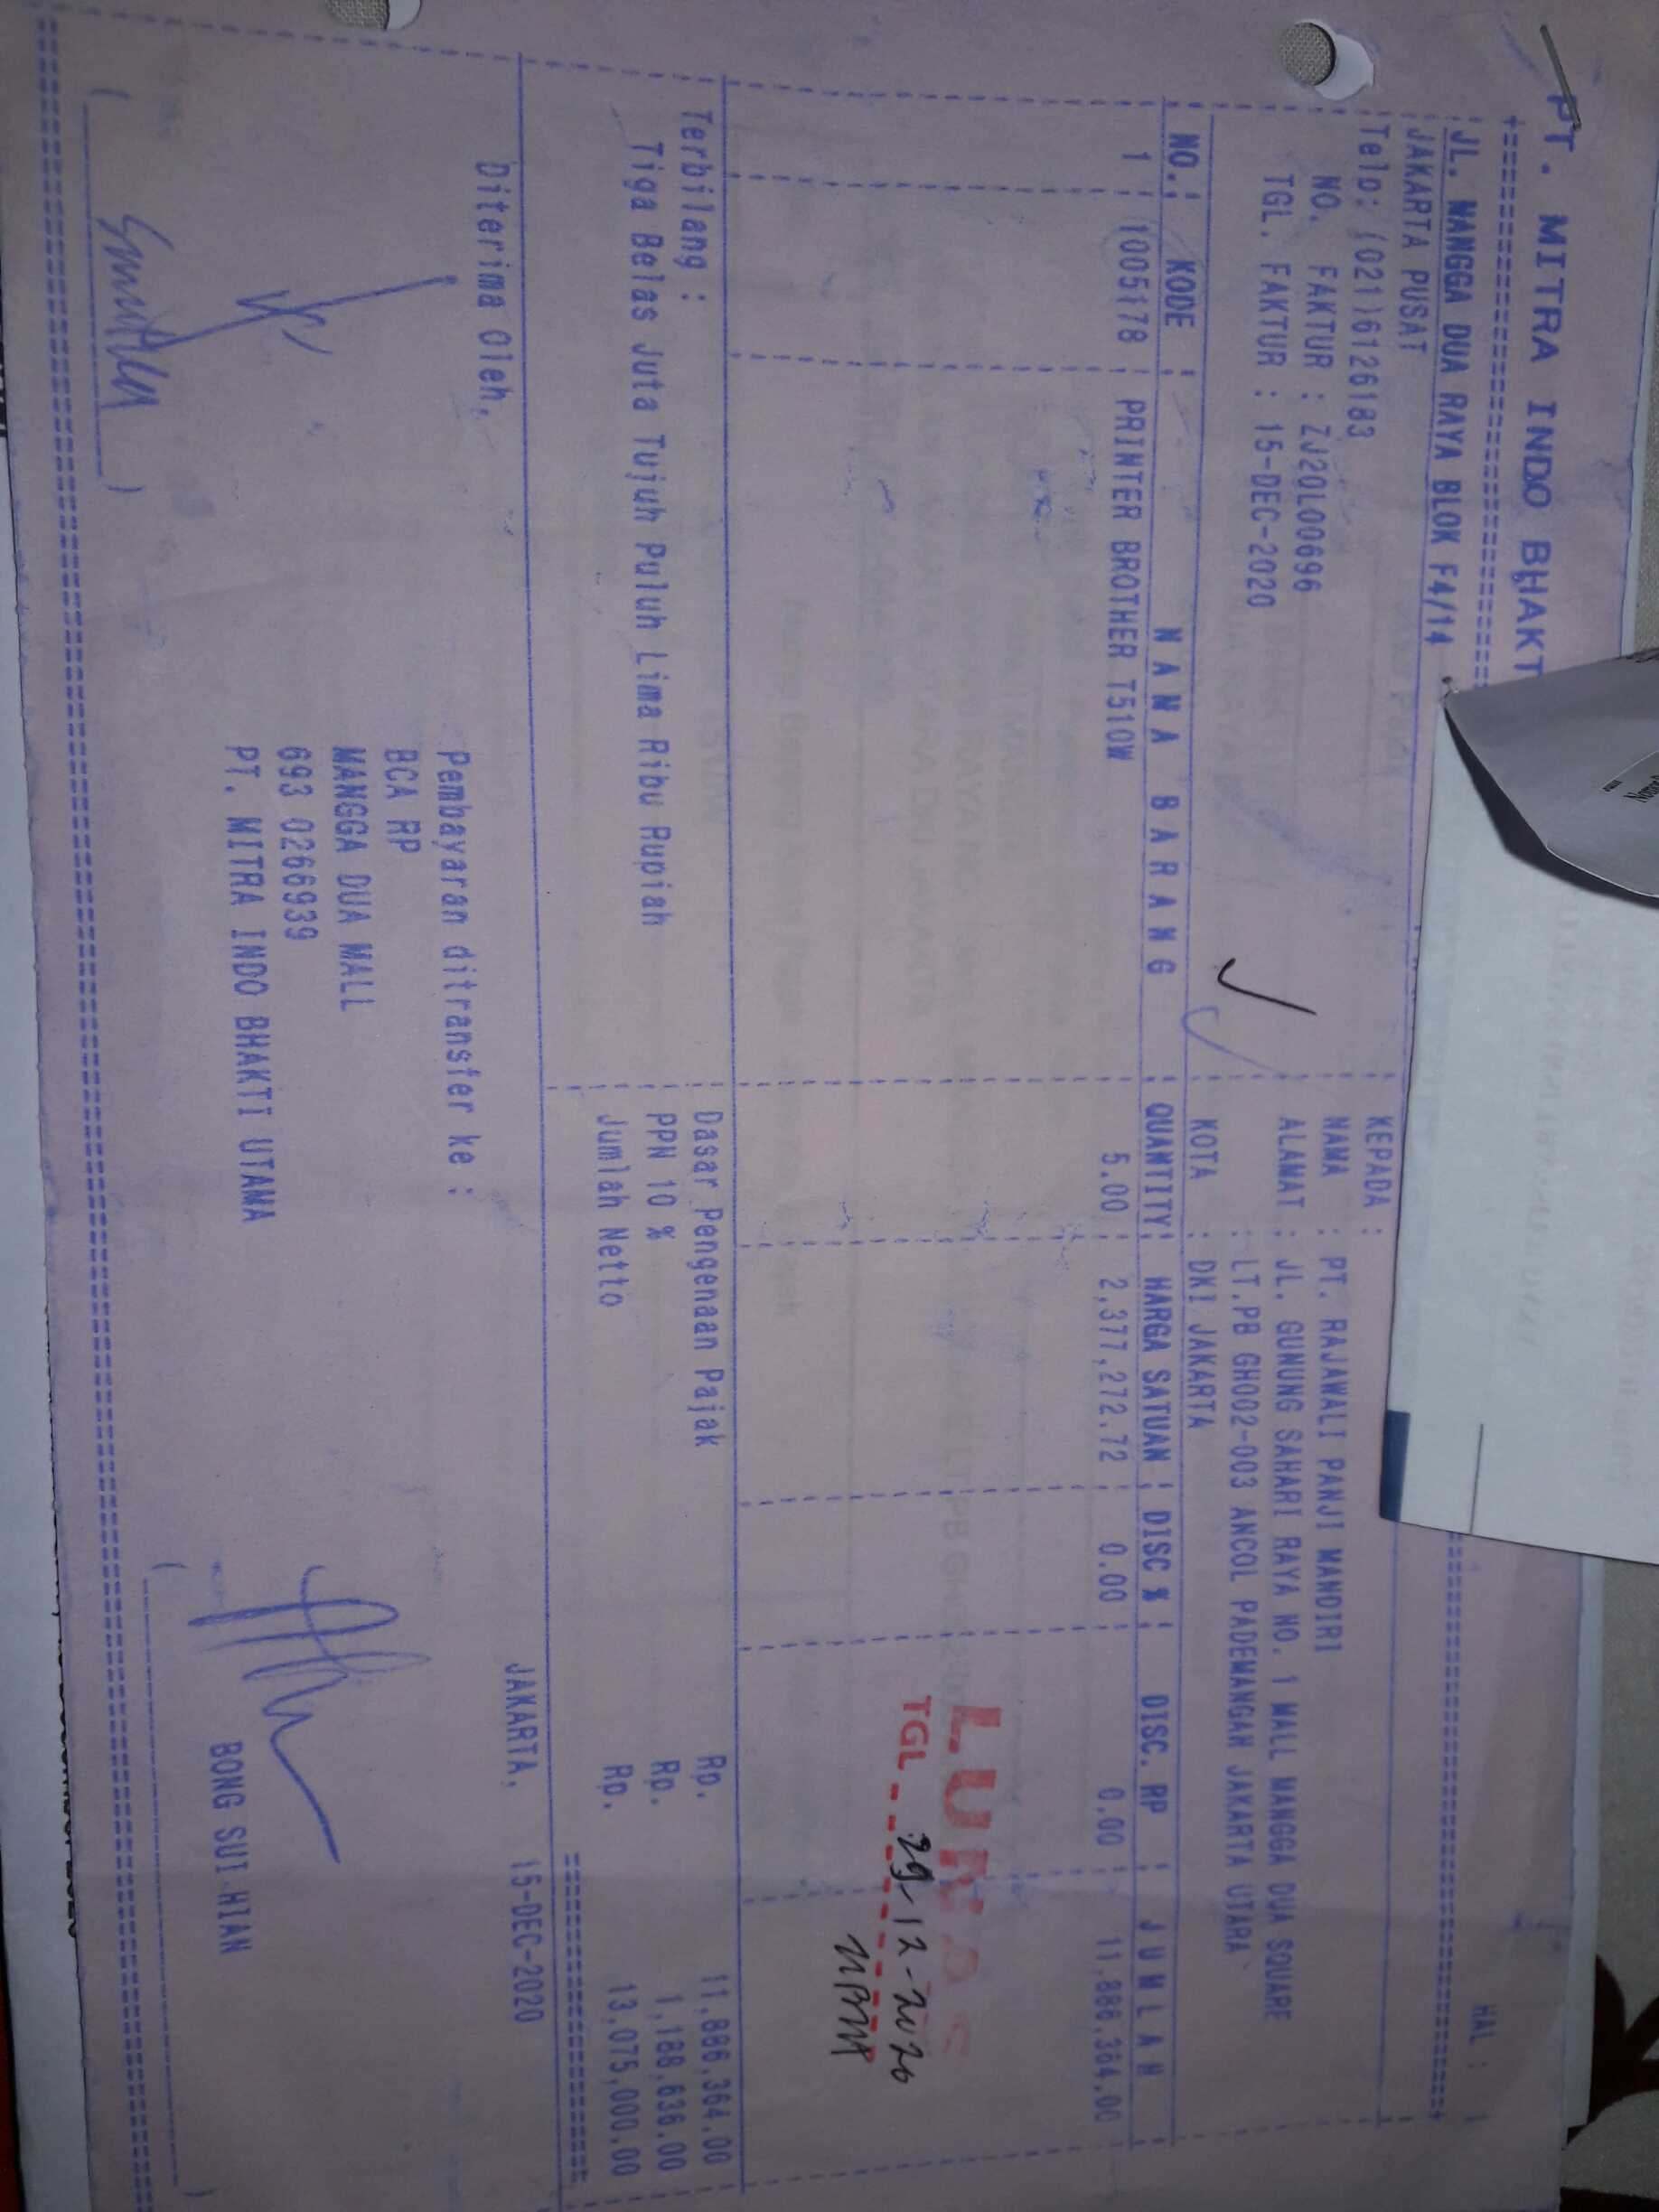 PT. MITRA INDO BHAKT
JL. MANGGA DUA RAYA BLOK F4/14
JAKARTA PUSAT
Telp: (021)6126183
HAL : 1
NO. FAKTUR : ZJ20L00696
TGL. FAKTUR : 15-DEC-2020
KEPADA :
NAMA : PT. RAJAWALI PANJI MANDIRI
ALAMAT : JL. GUNUNG SAHARI RAYA NO. 1 MALL MANGGA DUA SQUARE
: LT.PB GH002-003 ANCOL PADEMANGAN JAKARTA UTARA
KOTA : DKI JAKARTA
NO. KODE N A M A B A R A N G QUANTITY HARGA SATUAN DISC % DISC. RP J U M L A H
1 1005178 PRINTER BROTHER T510W 5.00 2,377,272.72 0.00 0.00 11,886,364.00
LUNAS
TGL 29-12-2020
Terbilang :
Tiga Belas Juta Tujuh Puluh Lima Ribu Rupiah
Dasar Pengenaan Pajak Rp. 11,886,364.00
PPN 10 % Rp. 1,188,636.00
Jumlah Netto Rp. 13,075,000.00
Diterima Oleh,
JAKARTA, 15-DEC-2020
Pembayaran ditransfer ke :
BCA RP
MANGGA DUA MALL
693 0266939
PT. MITRA INDO BHAKTI UTAMA
BONG SUI HIAN